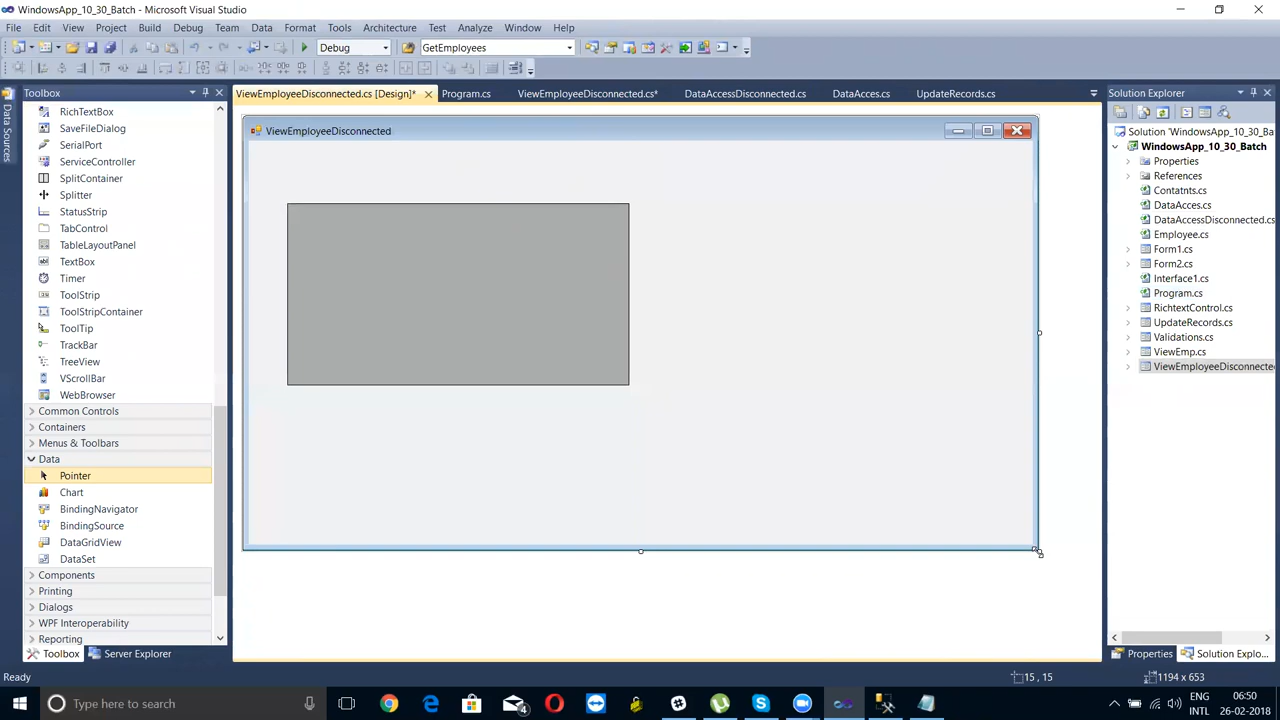 WindowsApp_10_30_Batch - Microsoft Visual Studio
File Edit View Project Build Debug Team Data Format Tools Architecture Test Analyze Window Help
Debug GetEmployees
Data Sources
Toolbox
RichTextBox
SaveFileDialog
SerialPort
ServiceController
SplitContainer
Splitter
StatusStrip
TabControl
TableLayoutPanel
TextBox
Timer
ToolStrip
ToolStripContainer
ToolTip
TrackBar
TreeView
VScrollBar
WebBrowser
Common Controls
Containers
Menus & Toolbars
Data
Pointer
Chart
BindingNavigator
BindingSource
DataGridView
DataSet
Components
Printing
Dialogs
WPF Interoperability
Reporting
Toolbox Server Explorer
ViewEmployeeDisconnected.cs [Design]* Program.cs ViewEmployeeDisconnected.cs* DataAccessDisconnected.cs DataAcces.cs UpdateRecords.cs
ViewEmployeeDisconnected
Solution Explorer
Solution 'WindowsApp_10_30_Ba
WindowsApp_10_30_Batch
Properties
References
Contatnts.cs
DataAcces.cs
DataAccessDisconnected.cs
Employee.cs
Form1.cs
Form2.cs
Interface1.cs
Program.cs
RichtextControl.cs
UpdateRecords.cs
Validations.cs
ViewEmp.cs
ViewEmployeeDisconnecte
Properties Solution Explo...
Ready 15 , 15 1194 x 653
Type here to search
4
ENG
INTL
06:50
26-02-2018